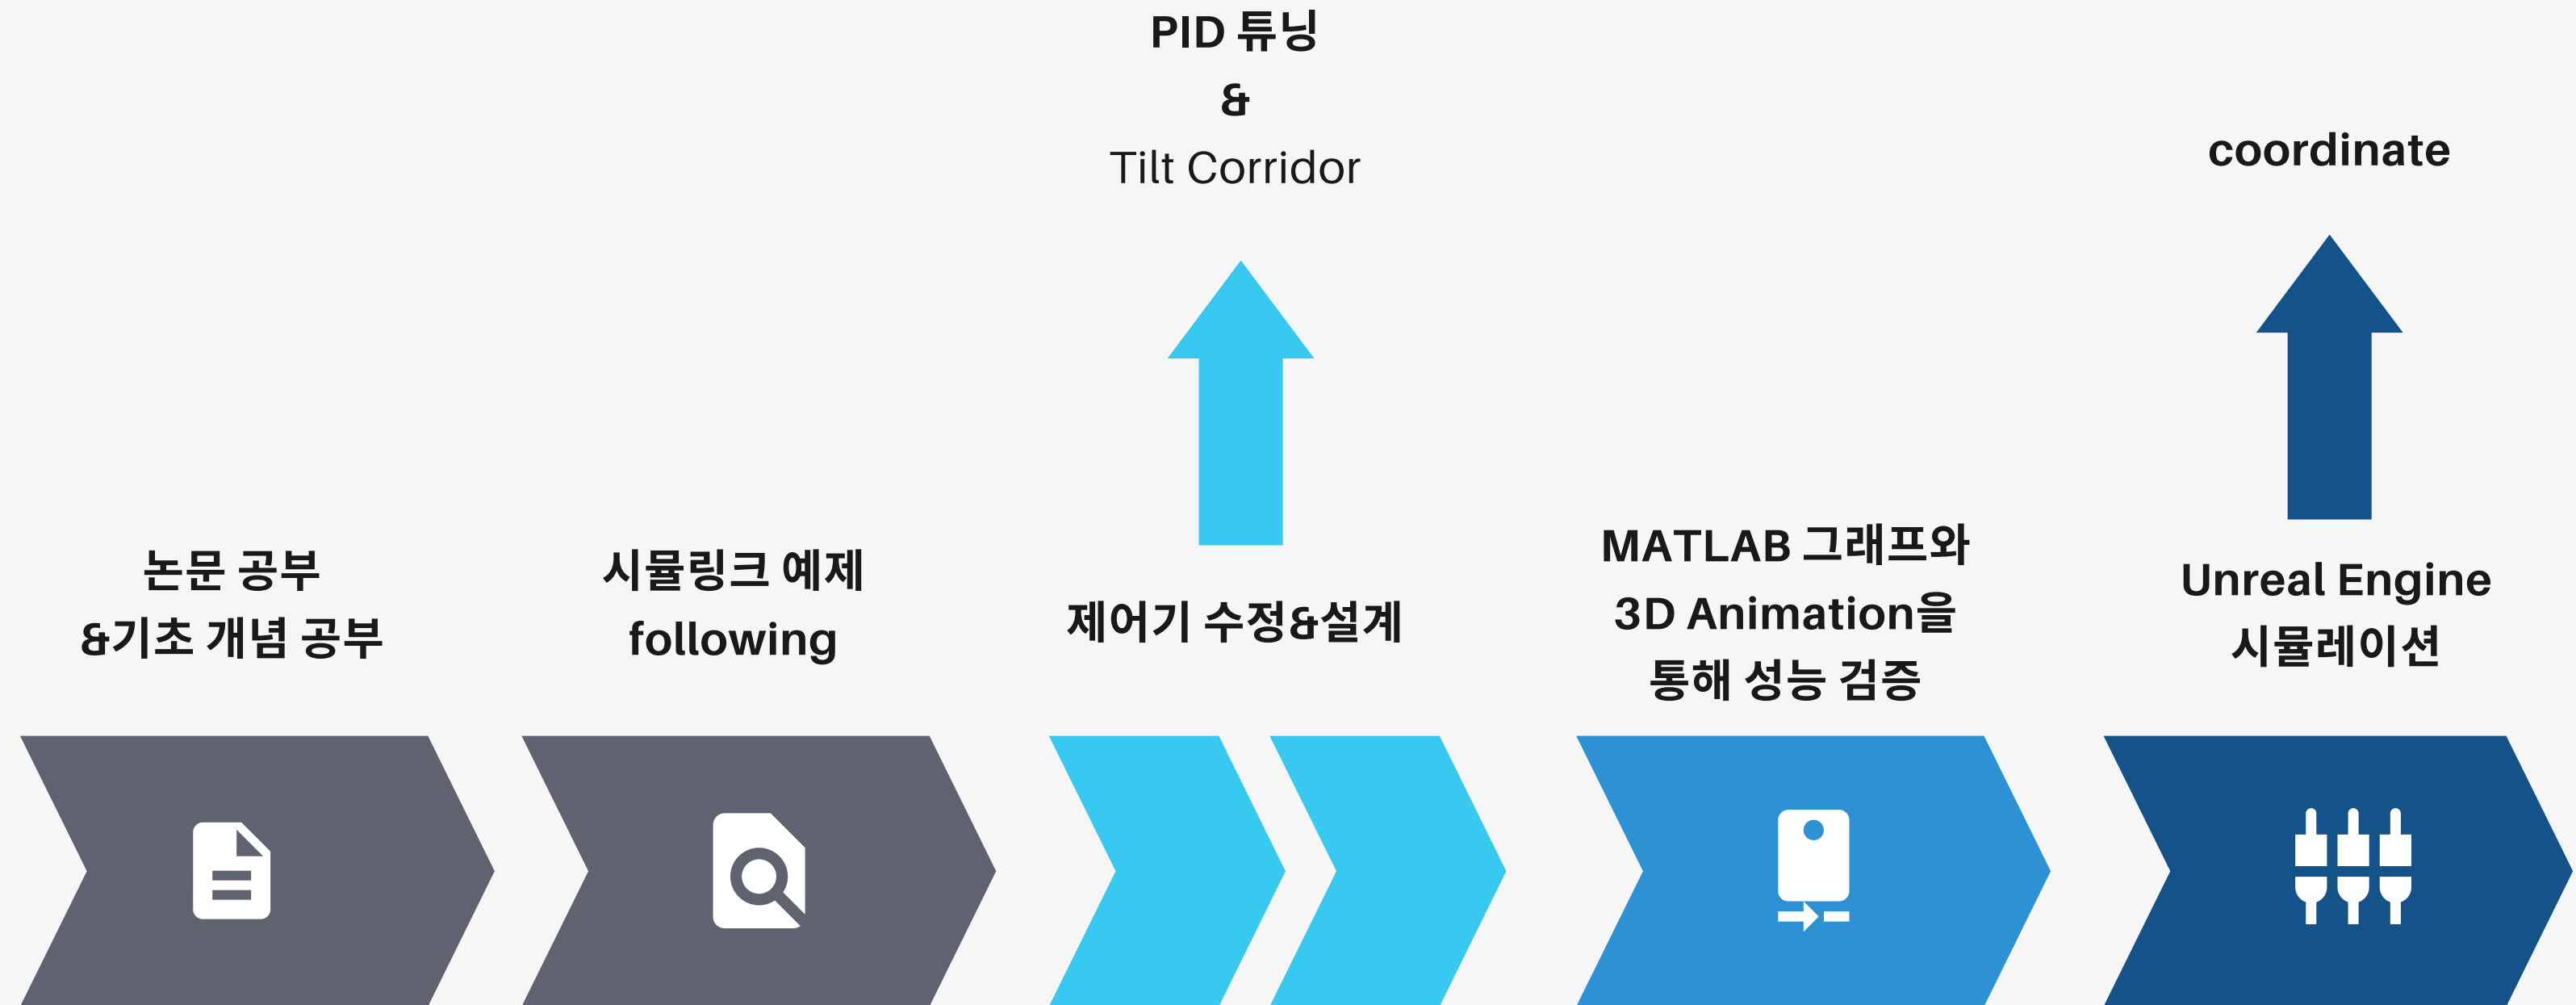 PID 튜닝
&
Tilt Corridor
coordinate
논문 공부
&기초 개념 공부
시뮬링크 예제
following
제어기 수정&설계
MATLAB 그래프와
3D Animation을
통해 성능 검증
Unreal Engine
시뮬레이션